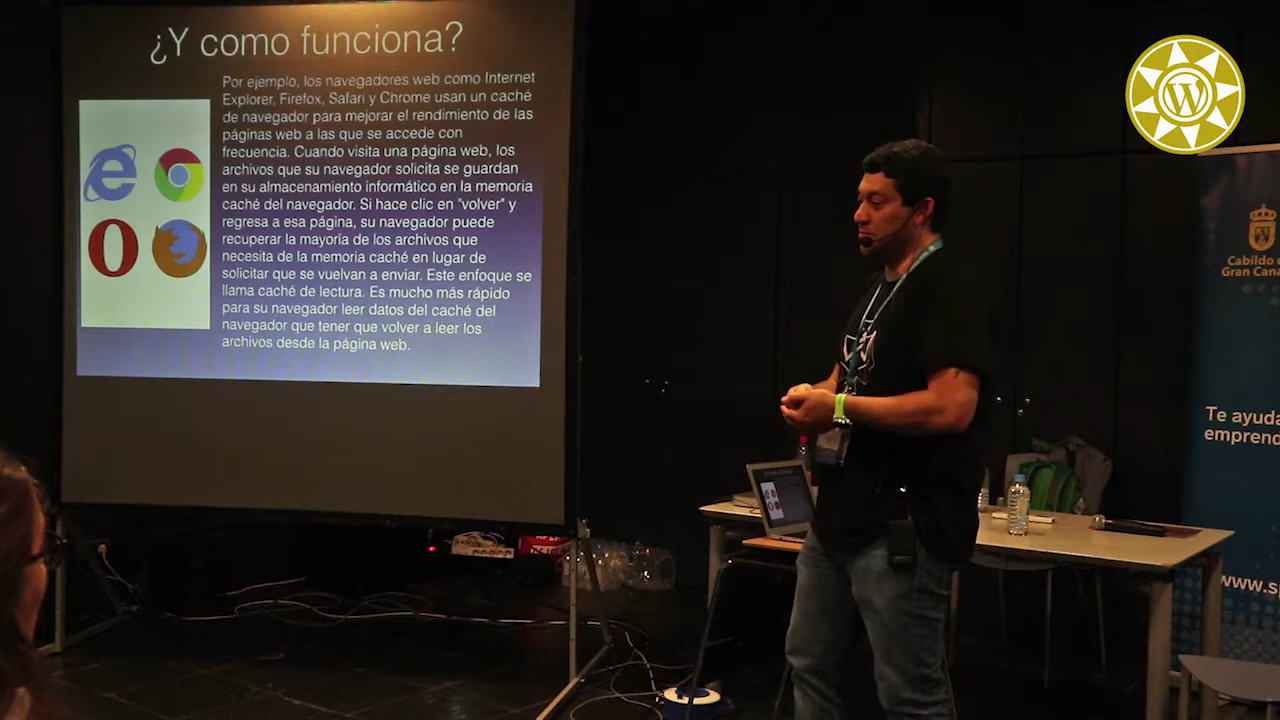 ¿Y como funciona?
Por ejemplo, los navegadores web como Internet
Explorer, Firefox, Safari y Chrome usan un caché
de navegador para mejorar el rendimiento de las
páginas web a las que se accede con
frecuencia. Cuando visita una página web, los
archivos que su navegador solicita se guardan
en su almacenamiento informático en la memoria
caché del navegador. Si hace clic en "volver" y
regresa a esa página, su navegador puede
recuperar la mayoría de los archivos que
necesita de la memoria caché en lugar de
solicitar que se vuelvan a enviar. Este enfoque se
llama caché de lectura. Es mucho más rápido
para su navegador leer datos del caché del
navegador que tener que volver a leer los
archivos desde la página web.
Cabildo
Gran Cana
Te ayuda
emprend
www.s